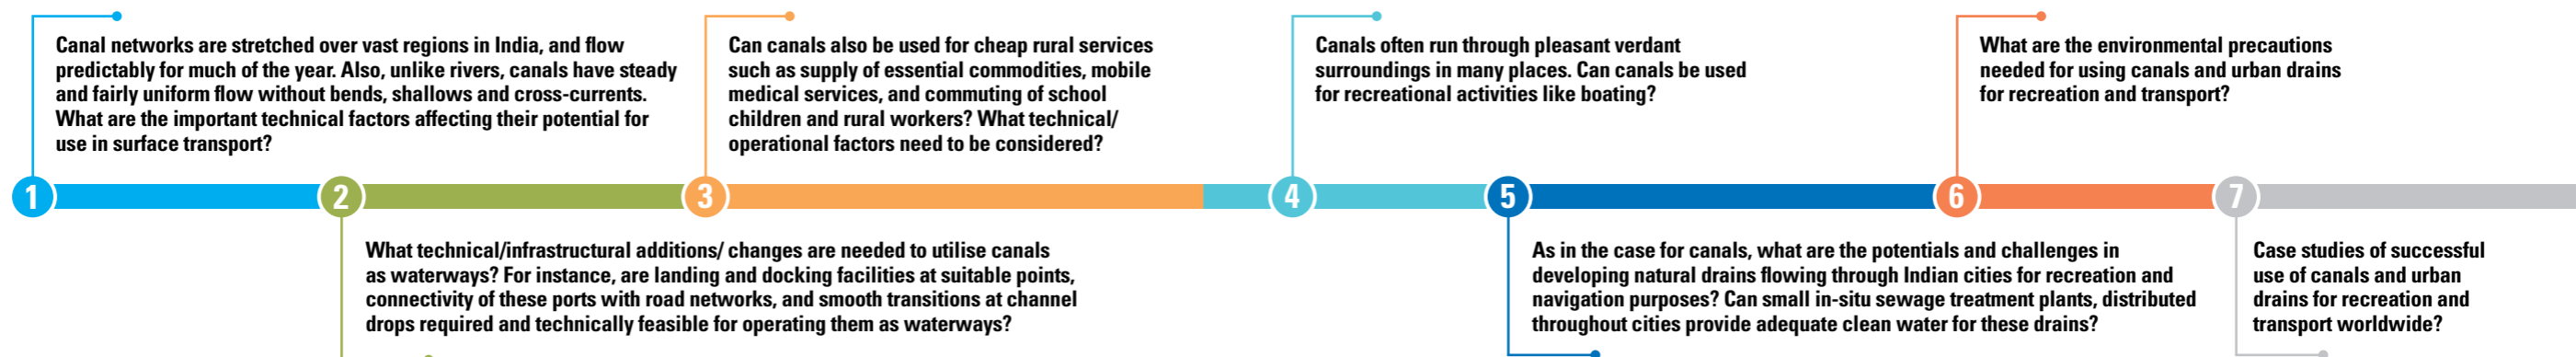 1
Canal networks are stretched over vast regions in India, and flow
predictably for much of the year. Also, unlike rivers, canals have steady
and fairly uniform flow without bends, shallows and cross-currents.
What are the important technical factors affecting their potential for
use in surface transport?
2
What technical/infrastructural additions/ changes are needed to utilise canals
as waterways? For instance, are landing and docking facilities at suitable points,
connectivity of these ports with road networks, and smooth transitions at channel
drops required and technically feasible for operating them as waterways?
3
Can canals also be used for cheap rural services
such as supply of essential commodities, mobile
medical services, and commuting of school
children and rural workers? What technical/
operational factors need to be considered?
4
Canals often run through pleasant verdant
surroundings in many places. Can canals be used
for recreational activities like boating?
5
As in the case for canals, what are the potentials and challenges in
developing natural drains flowing through Indian cities for recreation and
navigation purposes? Can small in-situ sewage treatment plants, distributed
throughout cities provide adequate clean water for these drains?
6
What are the environmental precautions
needed for using canals and urban drains
for recreation and transport?
7
Case studies of successful
use of canals and urban
drains for recreation and
transport worldwide?